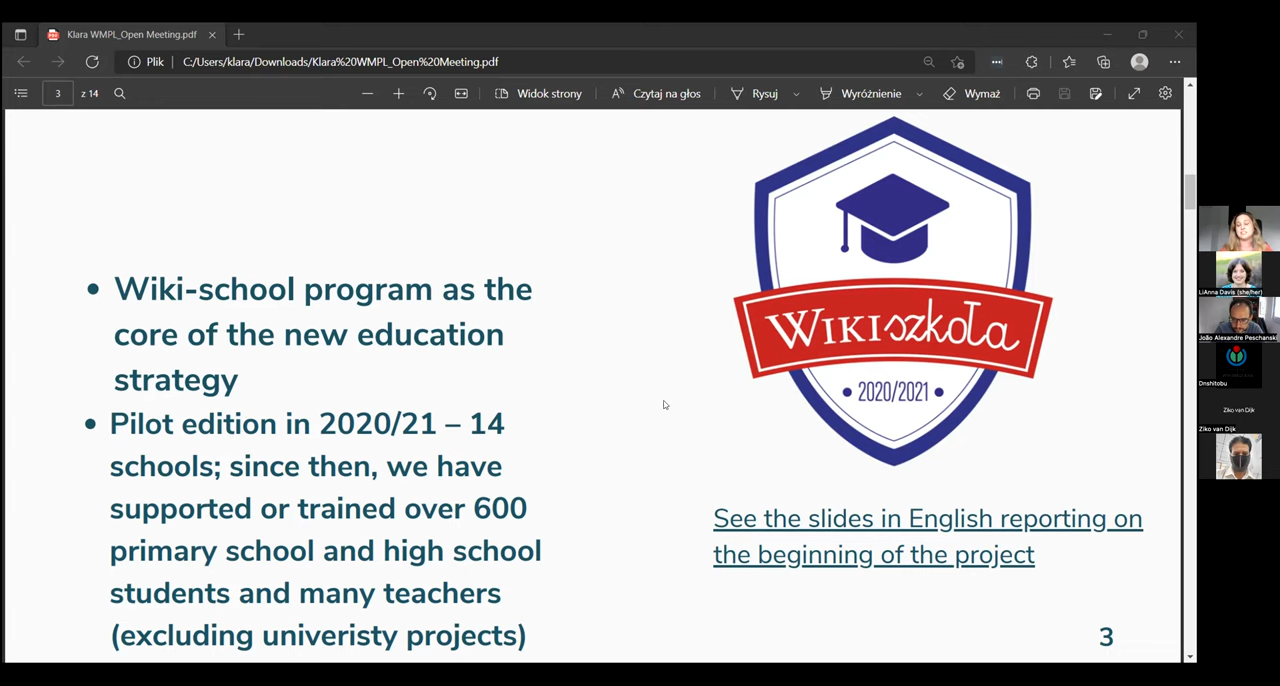 Klara WMPL_Open Meeting.pdf
Plik
C:/Users/klara/Downloads/Klara%20WMPL_Open%20Meeting.pdf
3
z 14
Widok strony
Czytaj na głos
Rysuj
Wyróżnienie
Wymaż
• Wiki-school program as the
core of the new education
strategy
• Pilot edition in 2020/21 – 14
schools; since then, we have
supported or trained over 600
primary school and high school
students and many teachers
(excluding univeristy projects)
WIKIszkoła
• 2020/2021 •
See the slides in English reporting on
the beginning of the project
3
LiAnna Davis (she/her)
João Alexandre Peschanski
Dnshitobu
Ziko van Dijk
Ziko van Dijk